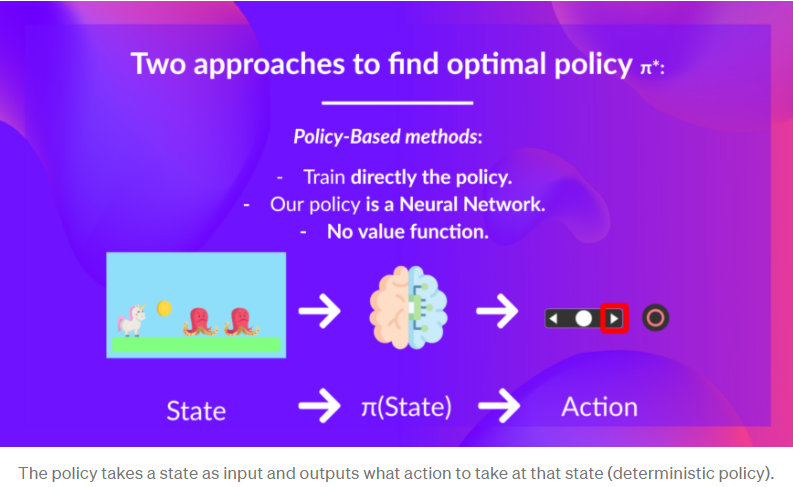 Two approaches to find optimal policy π*:
Policy-Based methods:
- Train directly the policy.
- Our policy is a Neural Network.
- No value function.
State → π(State) → Action
The policy takes a state as input and outputs what action to take at that state (deterministic policy).